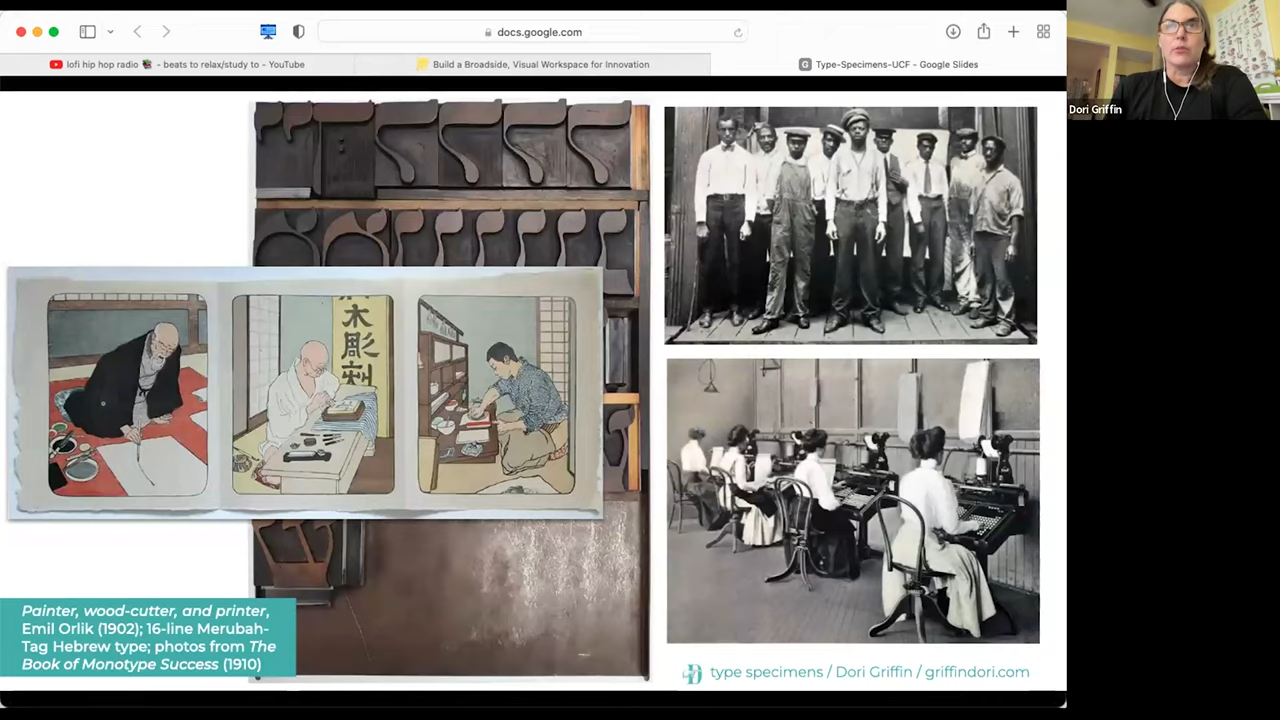 docs.google.com
lofi hip hop radio 📚 - beats to relax/study to - YouTube
Build a Broadside, Visual Workspace for Innovation
Type-Specimens-UCF - Google Slides
Dori Griffin
木彫刻
Painter, wood-cutter, and printer,
Emil Orlik (1902); 16-line Merubah-
Tag Hebrew type; photos from The
Book of Monotype Success (1910)
type specimens / Dori Griffin / griffindori.com